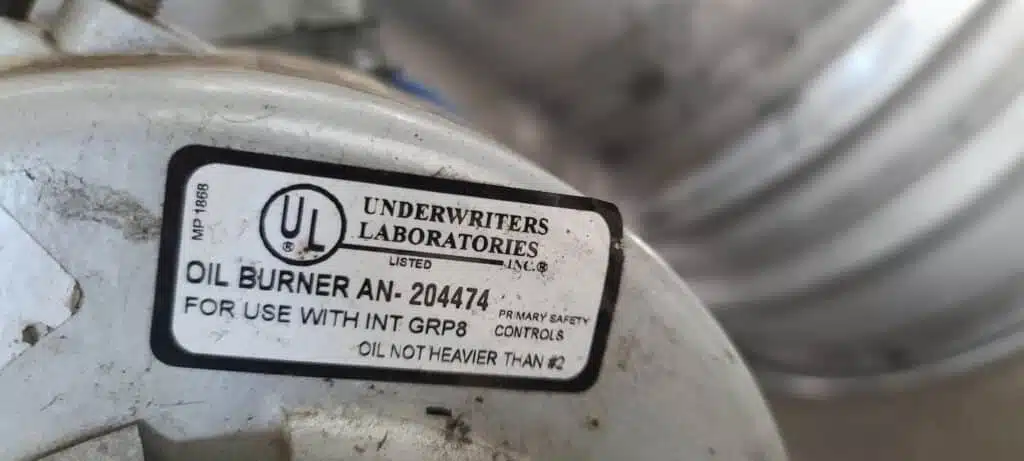 MP 1868
UL ®
UNDERWRITERS
LABORATORIES
LISTED INC.®
OIL BURNER AN- 204474
FOR USE WITH INT GRP8 PRIMARY SAFETY CONTROLS
OIL NOT HEAVIER THAN #2